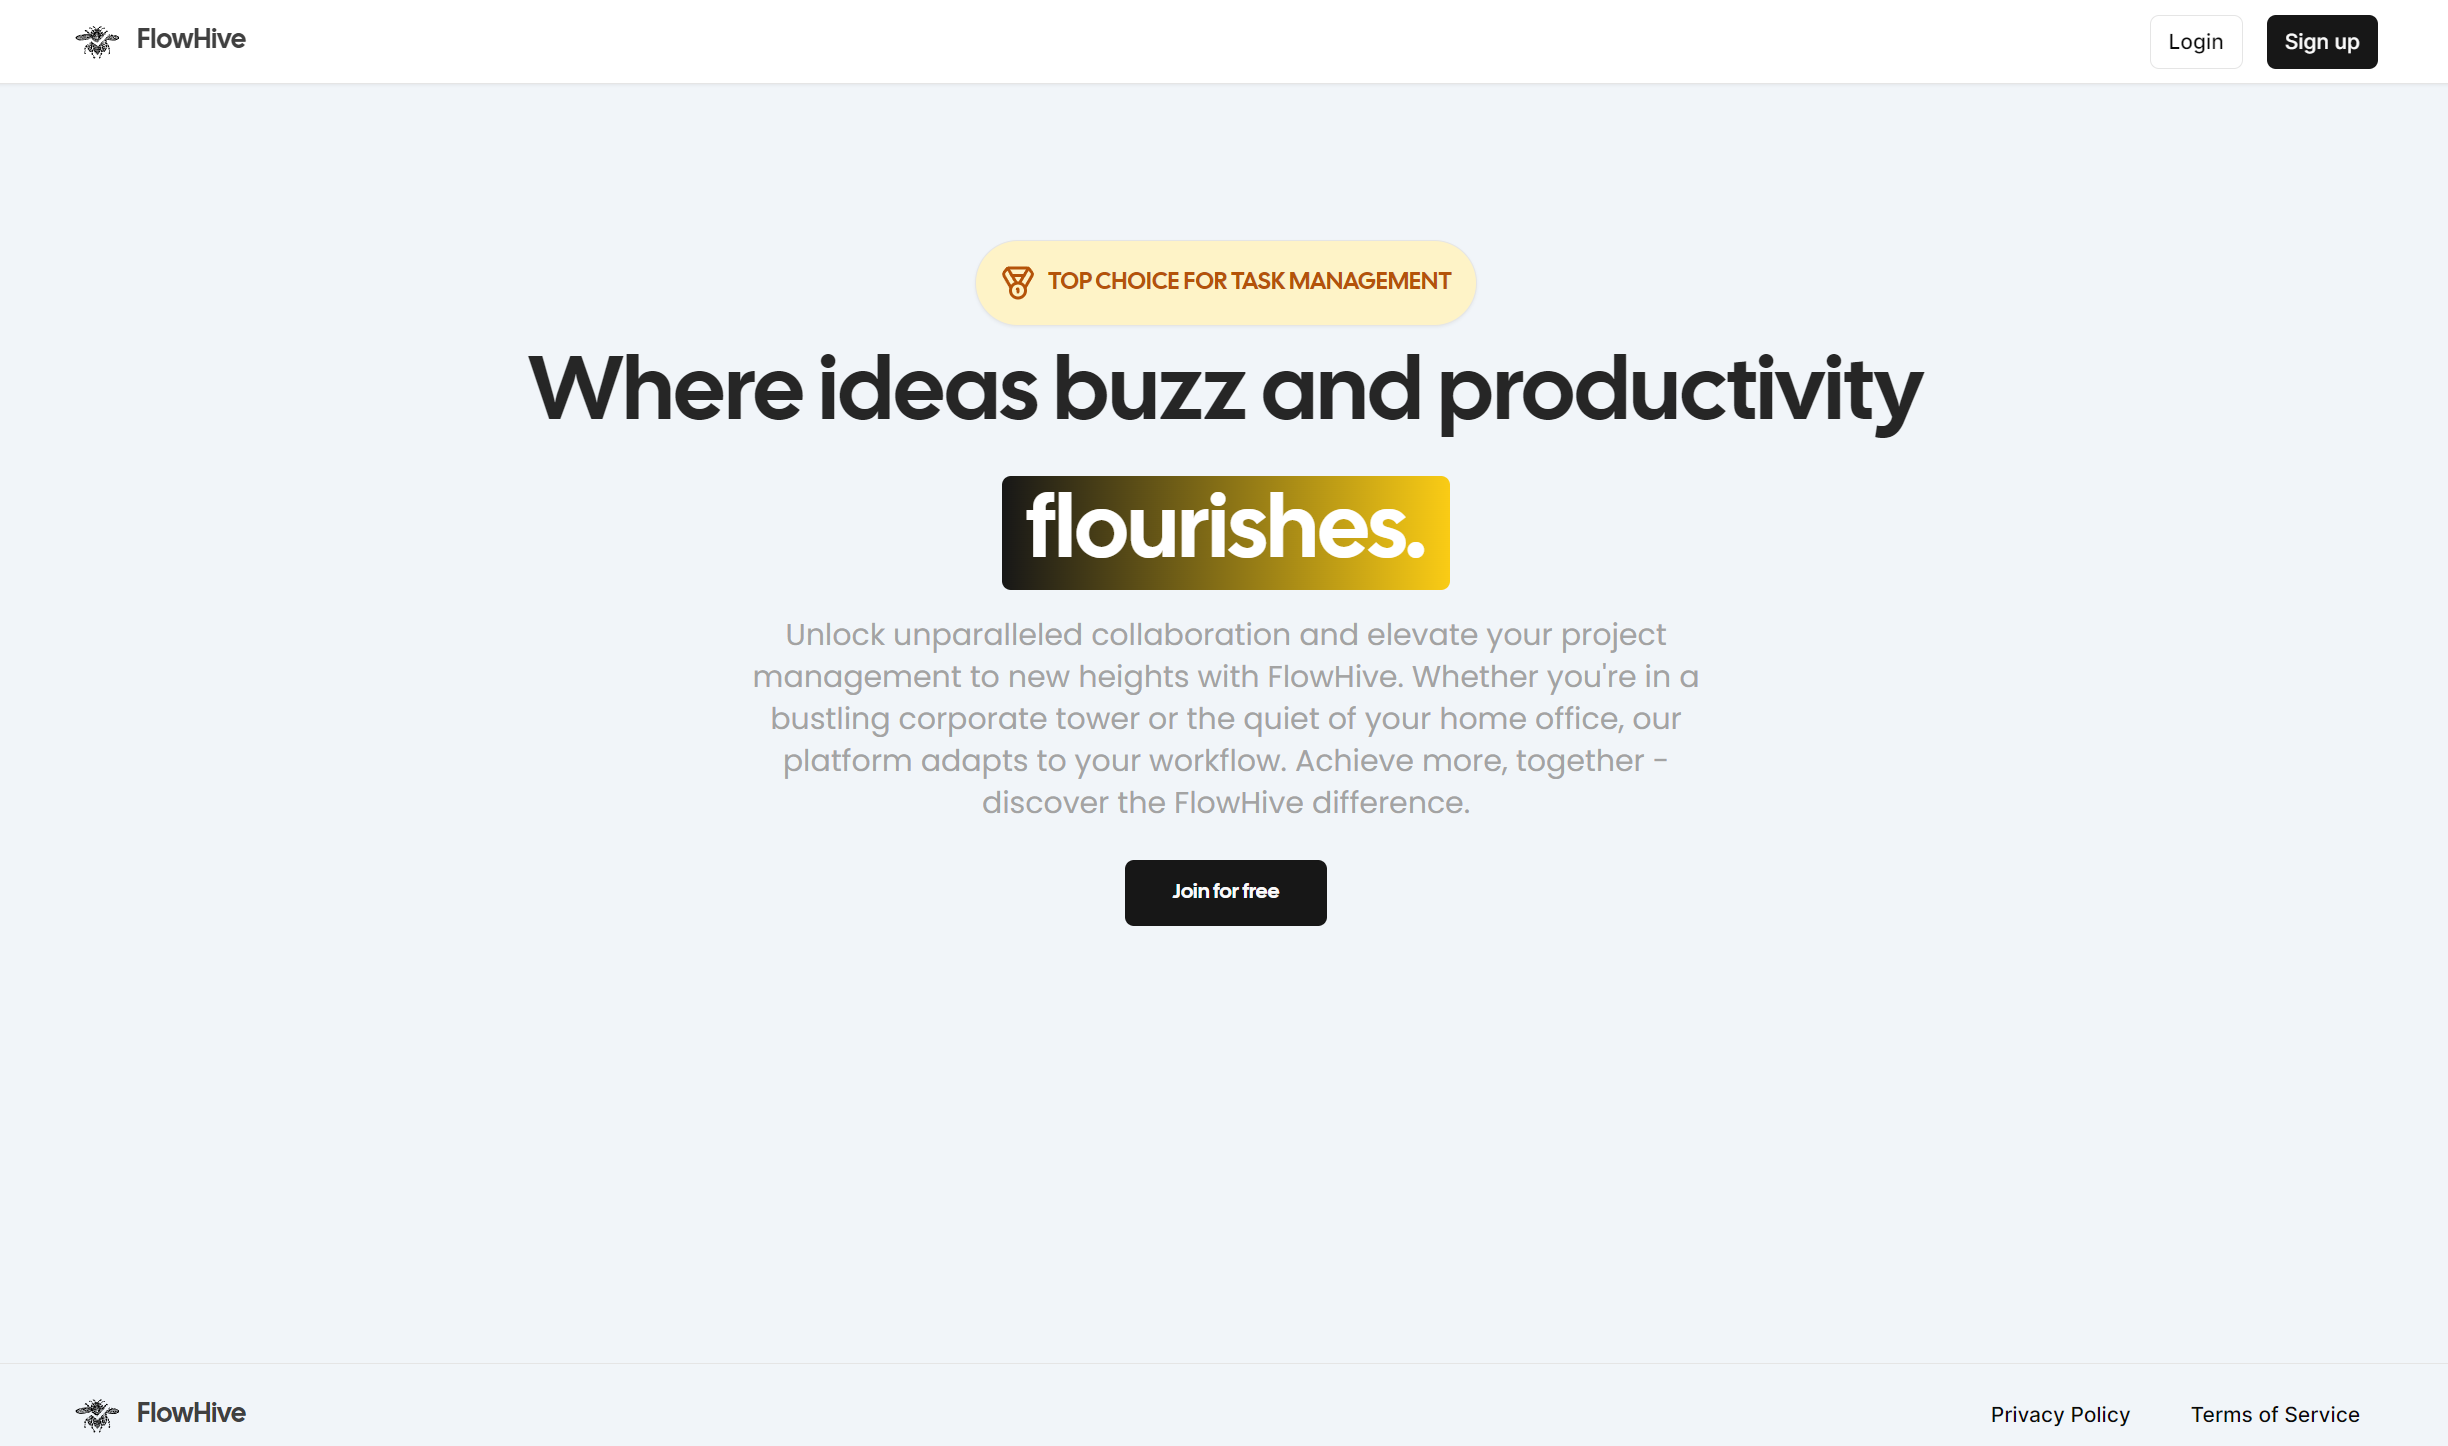 FlowHive
Login
Sign up
TOP CHOICE FOR TASK MANAGEMENT
Where ideas buzz and productivity
flourishes.
Unlock unparalleled collaboration and elevate your project
management to new heights with FlowHive. Whether you're in a
bustling corporate tower or the quiet of your home office, our
platform adapts to your workflow. Achieve more, together -
discover the FlowHive difference.
Join for free
FlowHive
Privacy Policy
Terms of Service